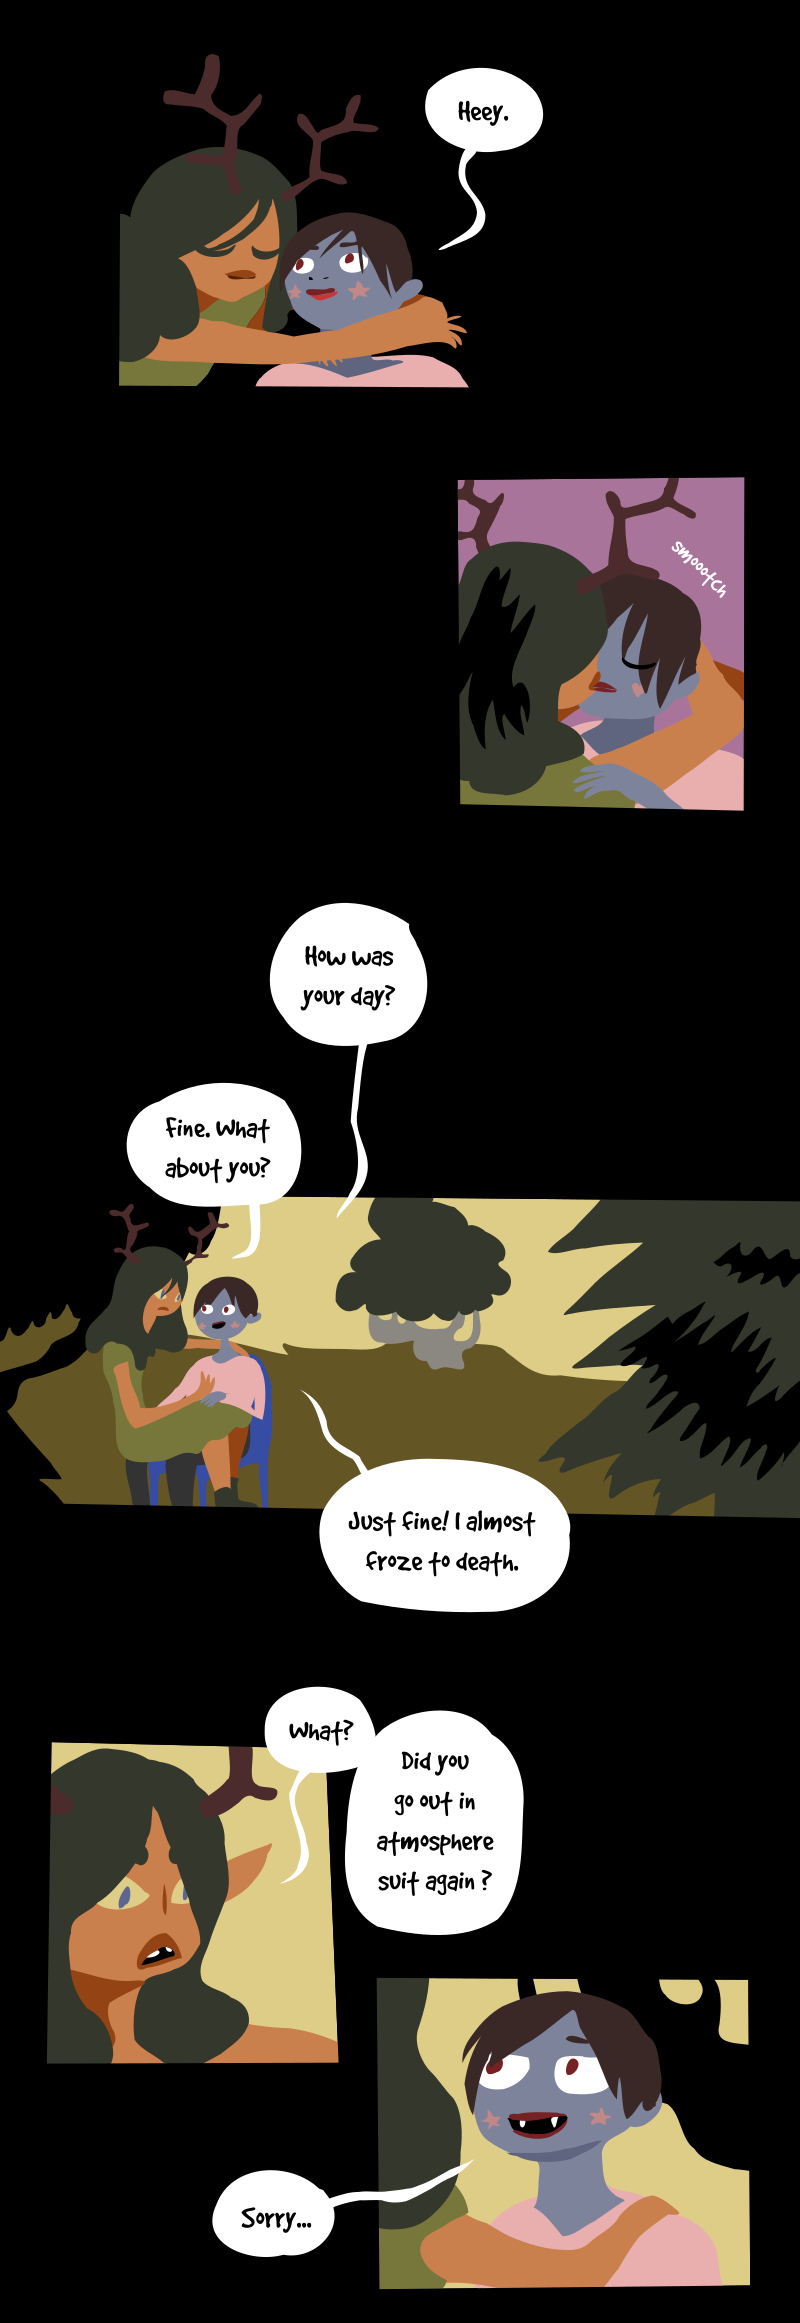 Heey.
smoootch
How was
your day?
Fine. What
about you?
Just fine! I almost
froze to death.
What?
Did you
go out in
atmosphere
suit again ?
Sorry...